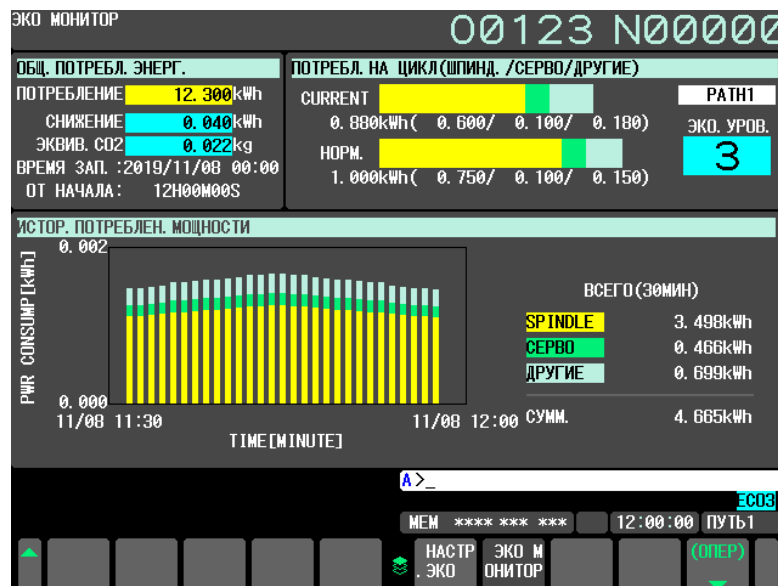 ЭКО МОНИТОР
O0123 N00000
ОБЩ. ПОТРЕБЛ. ЭНЕРГ.
ПОТРЕБЛЕНИЕ 12.300kWh
СНИЖЕНИЕ 0.040kWh
ЭКВИВ. CO2 0.022kg
ВРЕМЯ ЗАП. :2019/11/08 00:00
ОТ НАЧАЛА: 12H00M00S
ПОТРЕБЛ. НА ЦИКЛ(ШПИНД. /СЕРВО/ДРУГИЕ)
CURRENT
0.880kWh( 0.600/ 0.100/ 0.180)
НОРМ.
1.000kWh( 0.750/ 0.100/ 0.150)
PATH1
ЭКО. УРОВ.
3
ИСТОР. ПОТРЕБЛЕН. МОЩНОСТИ
PWR CONSUMP[kWh]
0.002
0.000
11/08 11:30
11/08 12:00
TIME[MINUTE]
ВСЕГО(30МИН)
SPINDLE 3.498kWh
СЕРВО 0.466kWh
ДРУГИЕ 0.699kWh
СУММ. 4.665kWh
A>_
ECO3
MEM **** *** *** 12:00:00 ПУТЬ1
НАСТР
. ЭКО
ЭКО М
ОНИТОР
(ОПЕР)